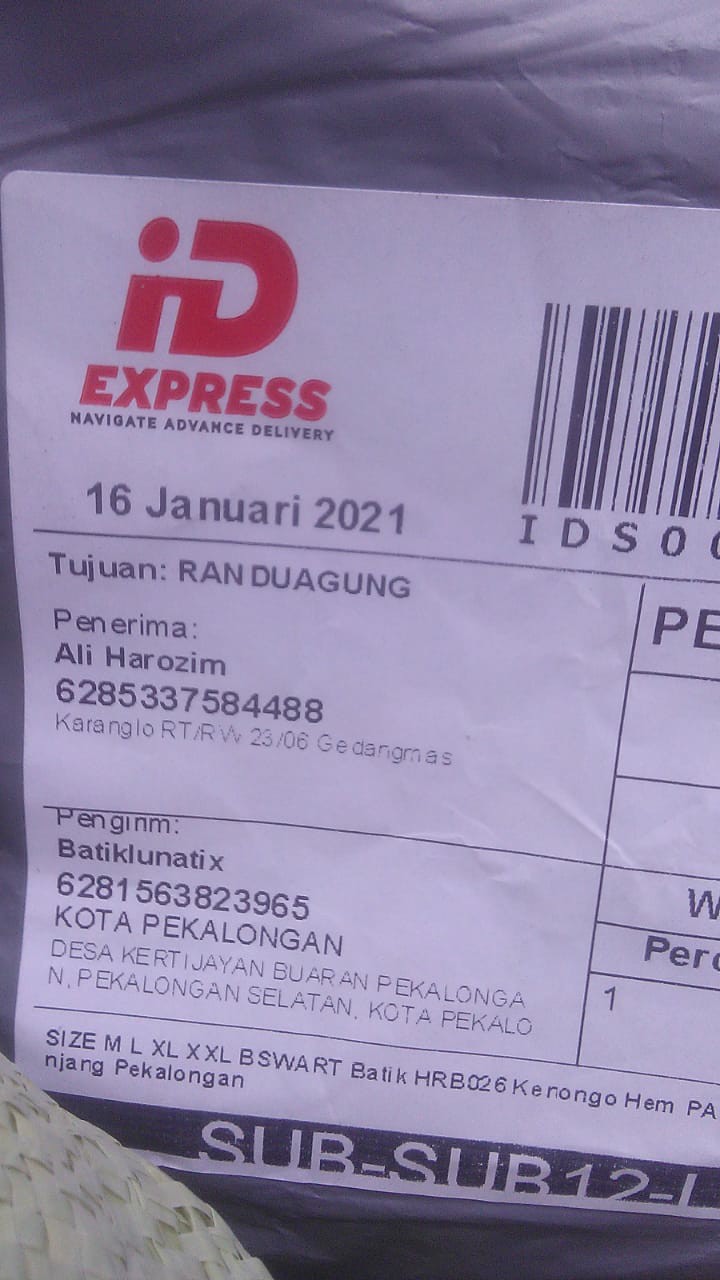 iD
EXPRESS
NAVIGATE ADVANCE DELIVERY
16 Januari 2021
IDS00
Tujuan: RANDUAGUNG
PE
Penerima:
Ali Harozim
6285337584488
Karanglo RT/RW 23/06 Gedangmas
Pengirim:
Batiklunatix
6281563823965
KOTA PEKALONGAN
DESA KERTIJAYAN BUARAN PEKALONGA
N, PEKALONGAN SELATAN, KOTA PEKALO
W
Perc
1
SIZE M L XL XXL BSWART Batik HRB026 Kenongo Hem PA
njang Pekalongan
SUB-SUB12-L